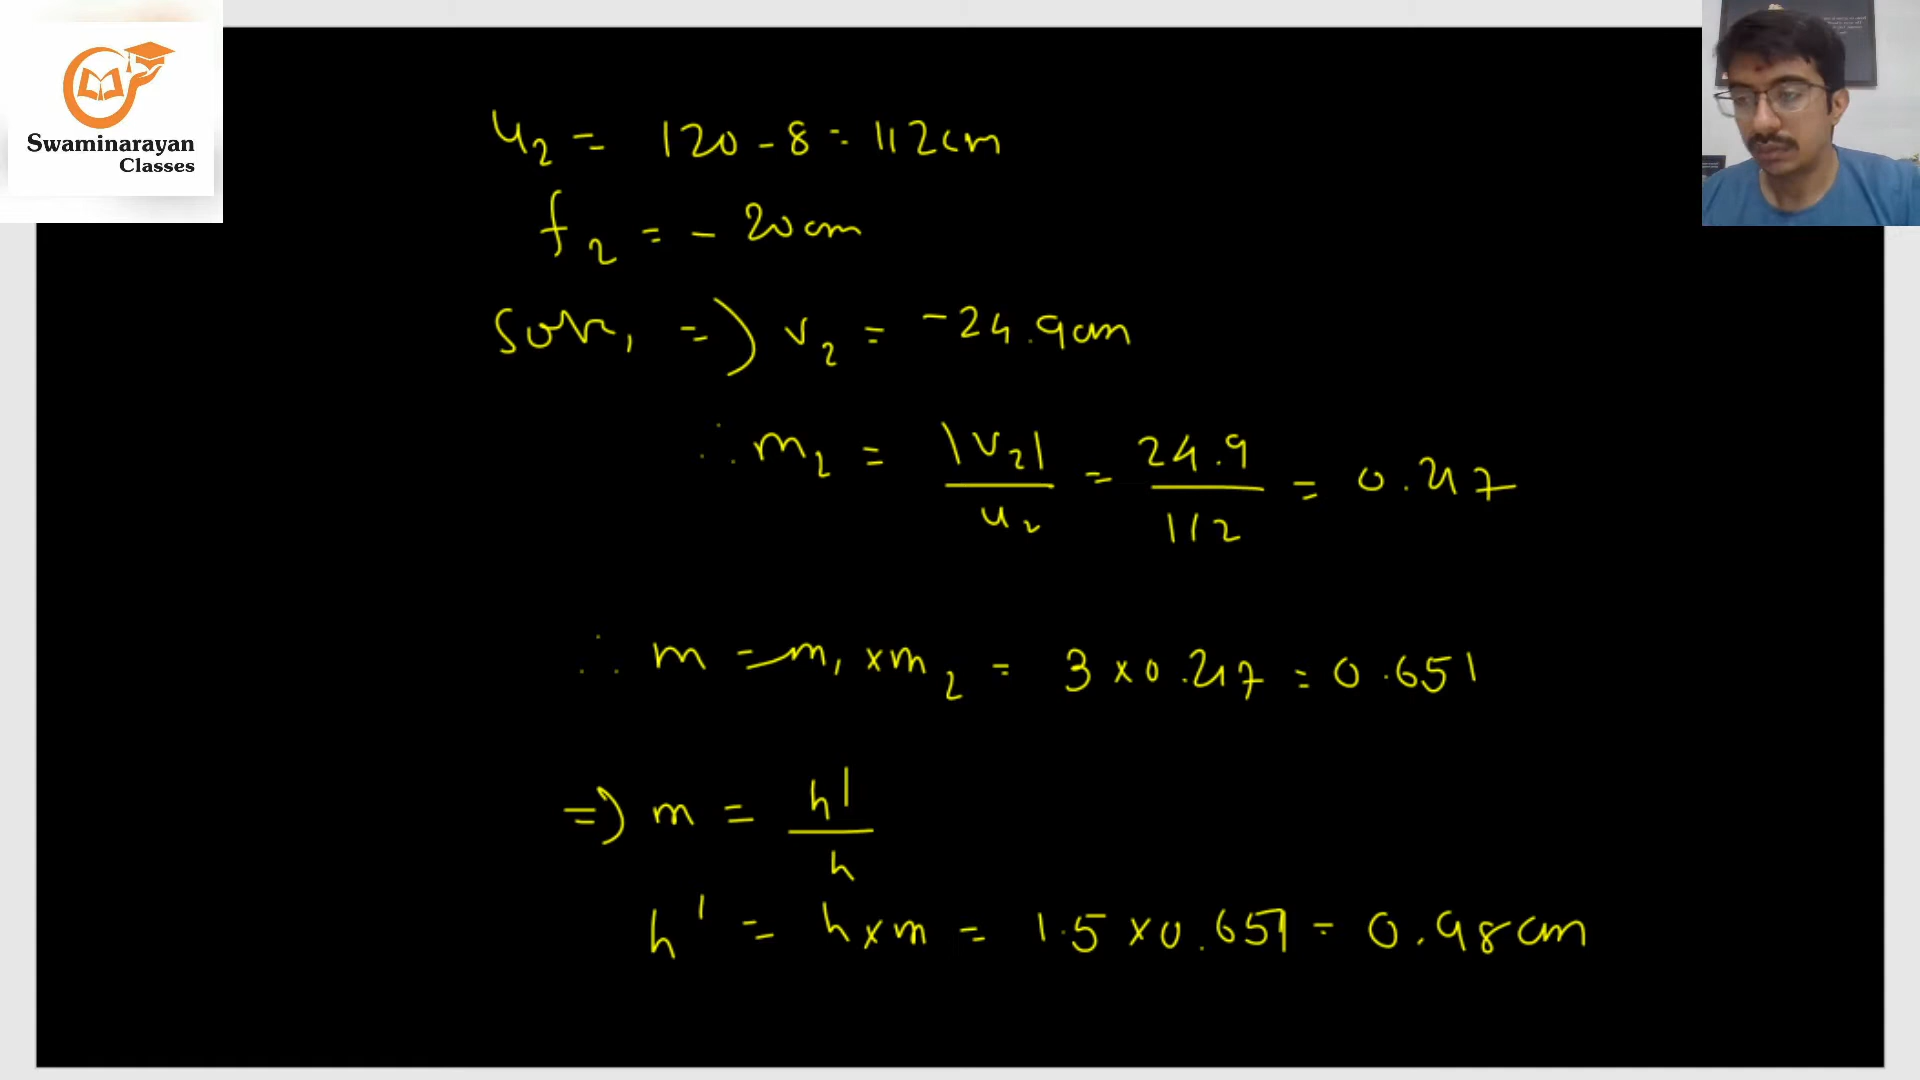 Swaminarayan
Classes
u₂ = 120 - 8 = 112cm
f₂ = - 20cm
=) v₂ = -24.9cm
∴ m₂ = |v₂| / u₂ = 24.9 / 112 = 0.217
∴ m = m₁ × m₂ = 3 × 0.217 = 0.651
=) m = h' / h
h' = h × m = 1.5 × 0.651 = 0.98cm